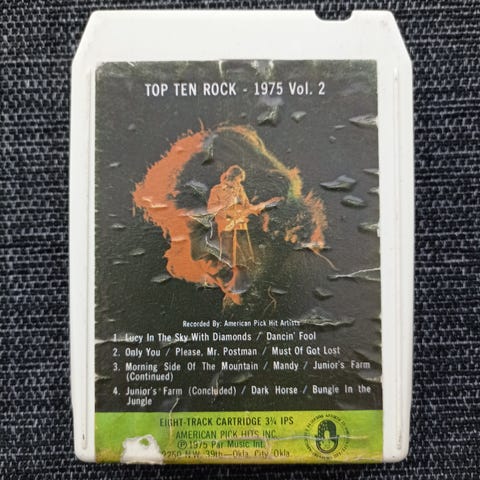 TOP TEN ROCK - 1975 Vol. 2
Recorded By: American Pick Hit Artists
1. Lucy In The Sky With Diamonds / Dancin' Fool
2. Only You / Please, Mr. Postman / Must Of Got Lost
3. Morning Side Of The Mountain / Mandy / Junior's Farm
(Continued)
4. Junior's Farm (Concluded) / Dark Horse / Bungle In the
Jungle
EIGHT-TRACK CARTRIDGE 3¾ IPS
AMERICAN PICK HITS INC.
Ⓟ 1975 Par Music Int.
N.W. 39th—Okla. City, Okla.